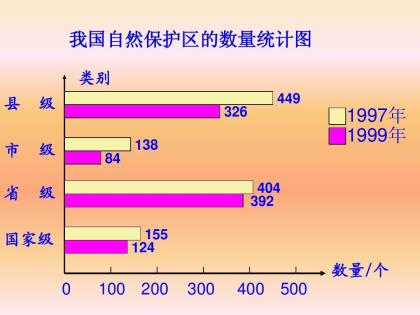 我国自然保护区的数量统计图
类别
县 级
449
326
1997年
1999年
市 级
138
84
省 级
404
392
国家级
155
124
数量/个
0 100 200 300 400 500